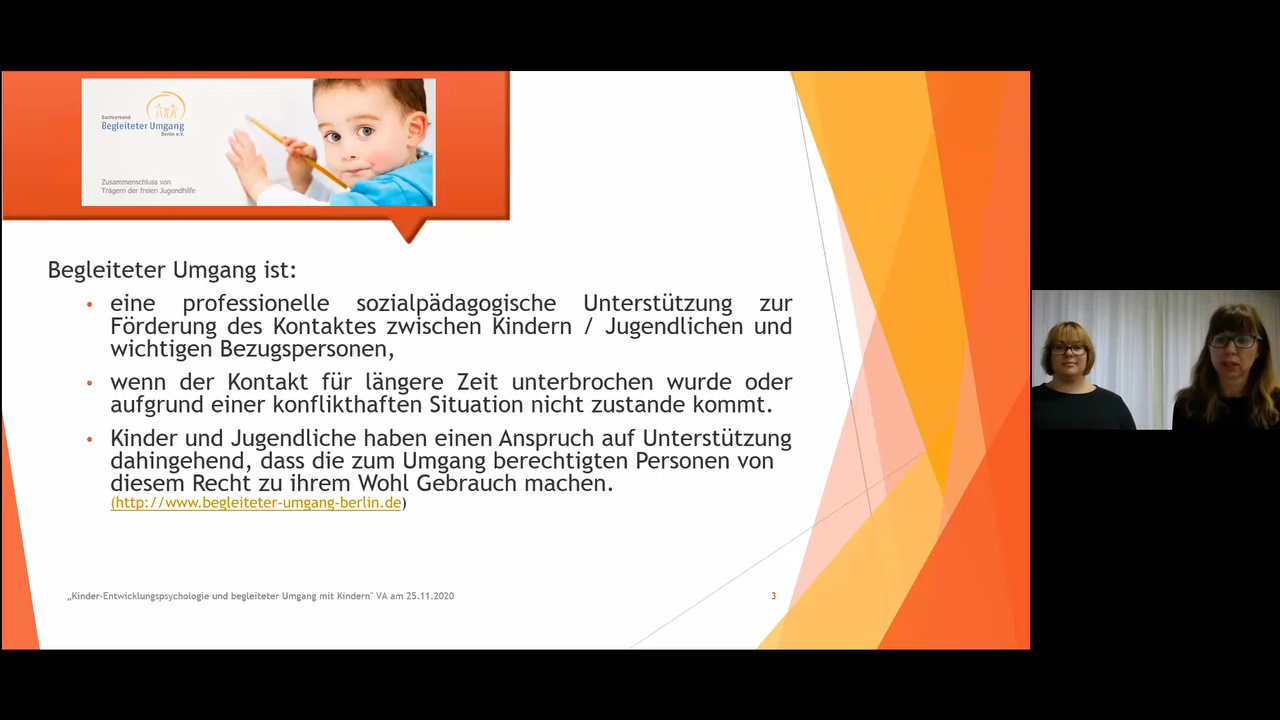 Dachverband
Begleiteter Umgang
Berlin e.V.
Zusammenschluss von
Trägern der freien Jugendhilfe
Begleiteter Umgang ist:
• eine professionelle sozialpädagogische Unterstützung zur
Förderung des Kontaktes zwischen Kindern / Jugendlichen und
wichtigen Bezugspersonen,
• wenn der Kontakt für längere Zeit unterbrochen wurde oder
aufgrund einer konflikthaften Situation nicht zustande kommt.
• Kinder und Jugendliche haben einen Anspruch auf Unterstützung
dahingehend, dass die zum Umgang berechtigten Personen von
diesem Recht zu ihrem Wohl Gebrauch machen.
(http://www.begleiteter-umgang-berlin.de)
„Kinder-Entwicklungspsychologie und begleiteter Umgang mit Kindern" VA am 25.11.2020
3